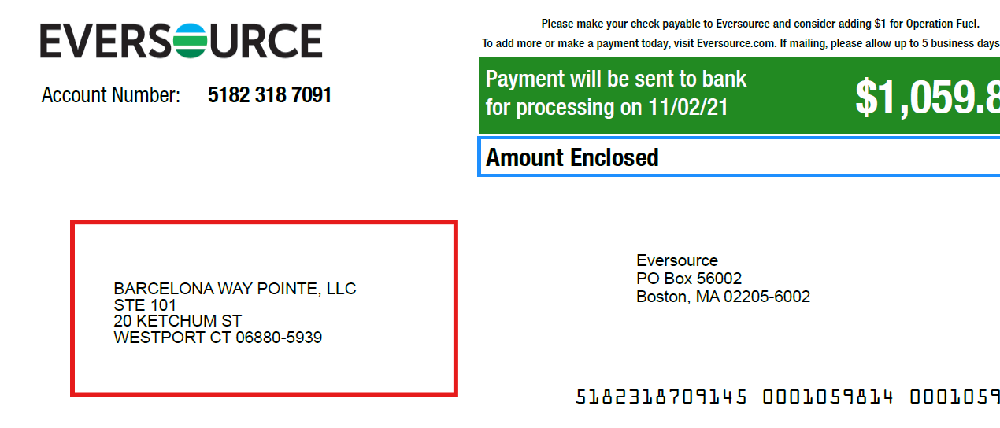 EVERSOURCE
Please make your check payable to Eversource and consider adding $1 for Operation Fuel.
To add more or make a payment today, visit Eversource.com. If mailing, please allow up to 5 business days
Account Number: 5182 318 7091
Payment will be sent to bank
for processing on 11/02/21
$1,059.8
Amount Enclosed
BARCELONA WAY POINTE, LLC
STE 101
20 KETCHUM ST
WESTPORT CT 06880-5939
Eversource
PO Box 56002
Boston, MA 02205-6002
5182318709145 0001059814 0001059